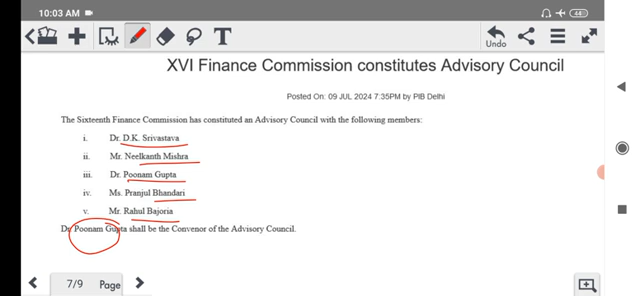 10:03 AM
44
T
Undo
XVI Finance Commission constitutes Advisory Council
Posted On: 09 JUL 2024 7:35PM by PIB Delhi
The Sixteenth Finance Commission has constituted an Advisory Council with the following members:
i. Dr. D.K. Srivastava
ii. Mr. Neelkanth Mishra
iii. Dr. Poonam Gupta
iv. Ms. Pranjul Bhandari
v. Mr. Rahul Bajoria
Dr. Poonam Gupta shall be the Convenor of the Advisory Council.
7/9 Page